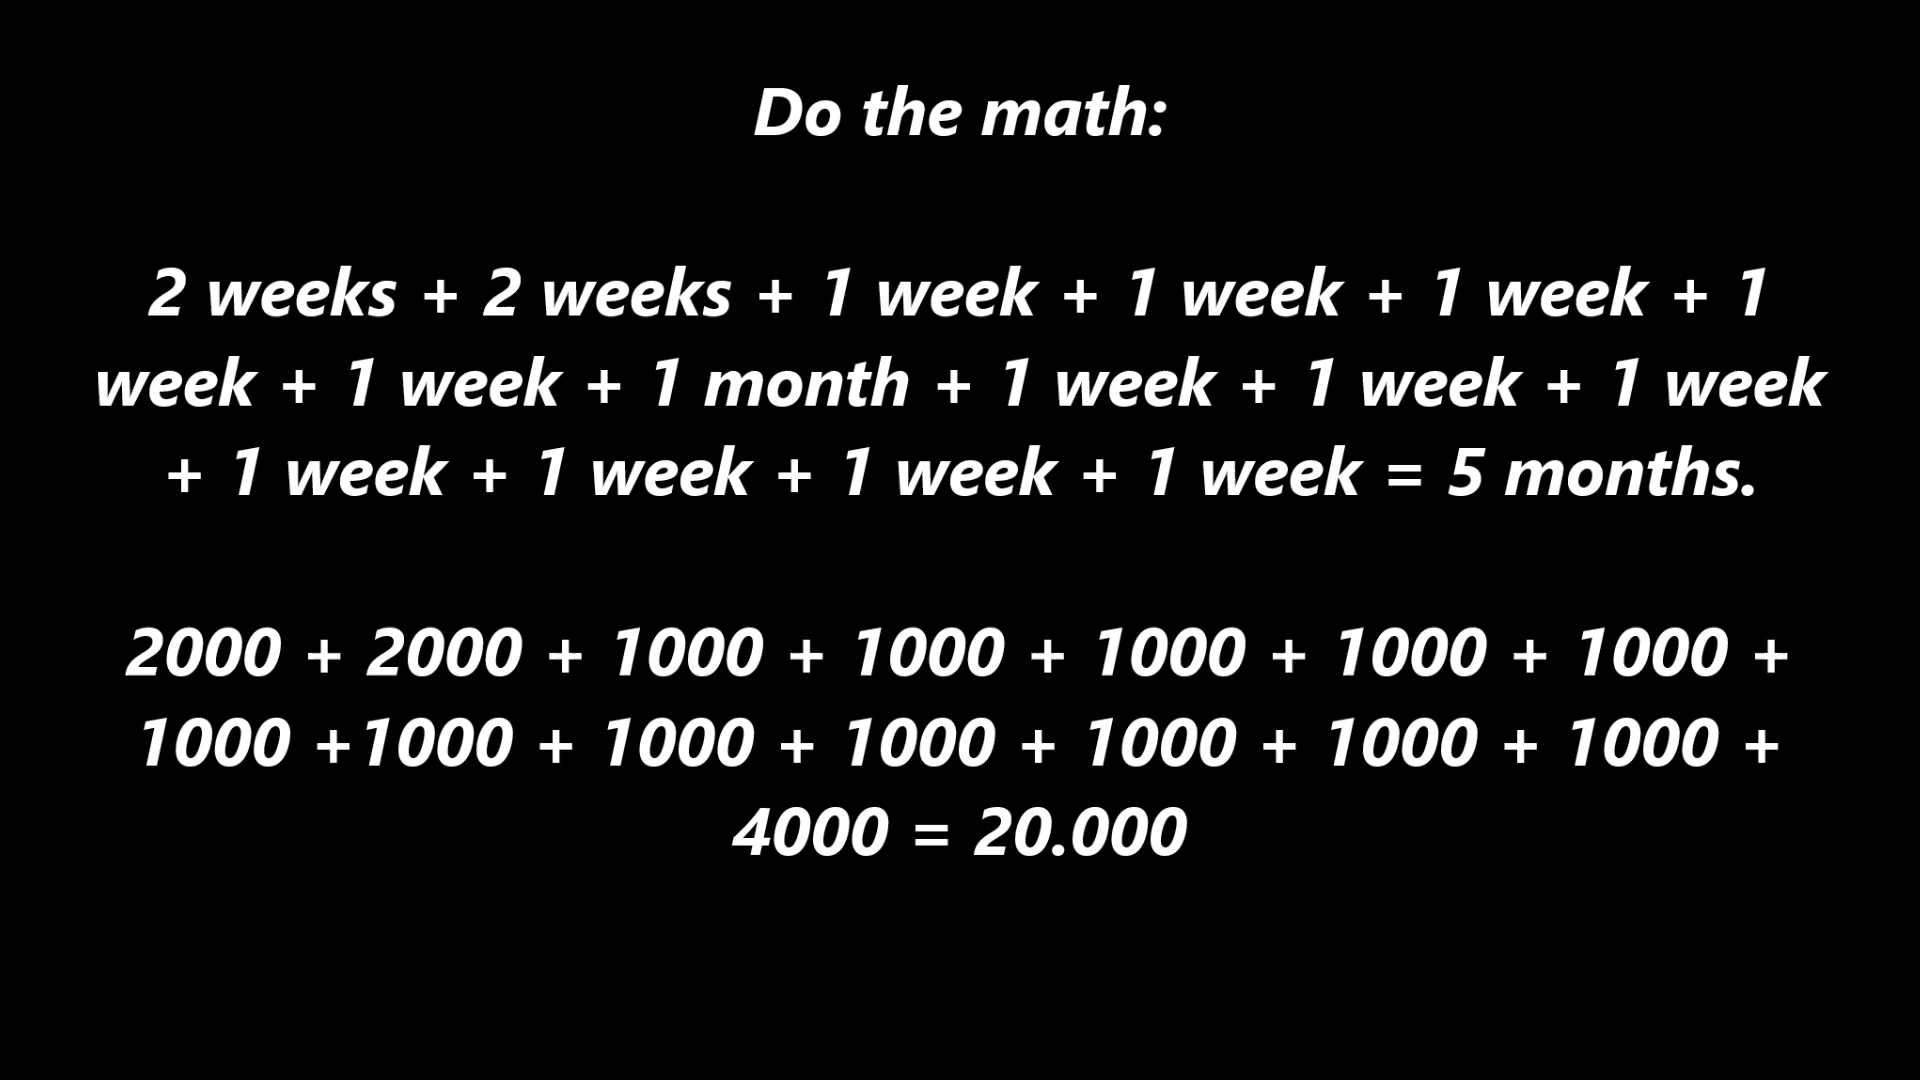 Do the math:
2 weeks + 2 weeks + 1 week + 1 week + 1 week + 1
week + 1 week + 1 month + 1 week + 1 week + 1 week
+ 1 week + 1 week + 1 week + 1 week = 5 months.
2000 + 2000 + 1000 + 1000 + 1000 + 1000 + 1000 +
1000 +1000 + 1000 + 1000 + 1000 + 1000 + 1000 +
4000 = 20.000